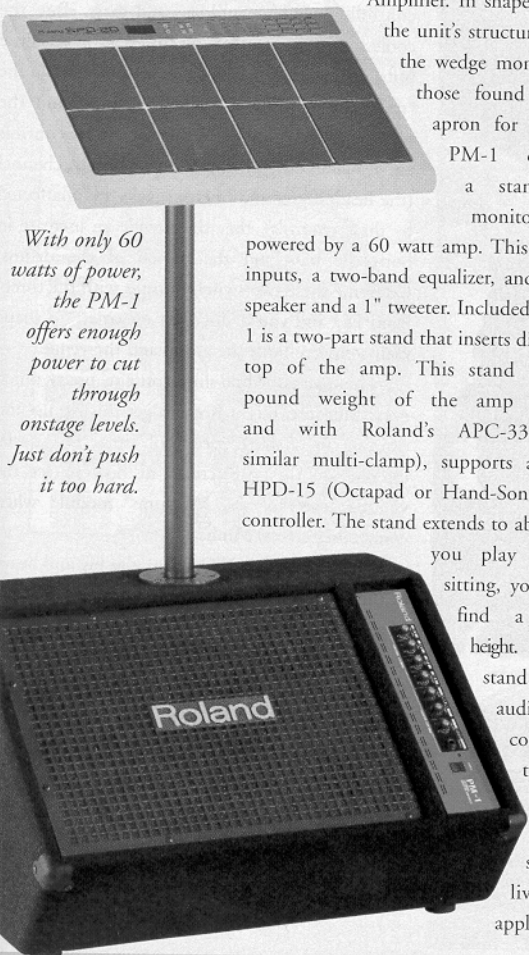 Amplifier. In shape
the unit's structur
the wedge mon
those found
apron for
PM-1
a stan
monito
powered by a 60 watt amp. This
inputs, a two-band equalizer, and
speaker and a 1" tweeter. Included
1 is a two-part stand that inserts di
top of the amp. This stand
pound weight of the amp
and with Roland's APC-33
similar multi-clamp), supports a
HPD-15 (Octapad or Hand-Son
controller. The stand extends to ab
you play
sitting, yo
find a
height.
stand
audi
co
t
s
liv
appl
With only 60
watts of power,
the PM-1
offers enough
power to cut
through
onstage levels.
Just don't push
it too hard.
Roland
Roland
PM-1